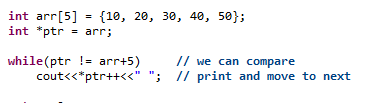 int arr[5] = {10, 20, 30, 40, 50};
int *ptr = arr;
while(ptr != arr+5) // we can compare
cout<<*ptr++<<" "; // print and move to next